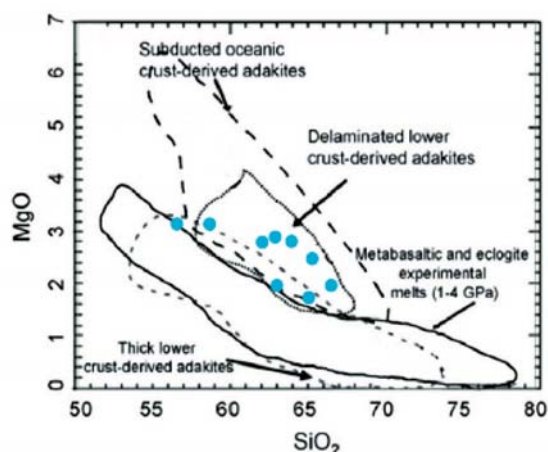 7
6
5
4
3
2
1
0
MgO
Subducted oceanic
crust-derived adakites
Delaminated lower
crust-derived adakites
Metabasaltic and eclogite
experimental
melts (1-4 GPa)
Thick lower
crust-derived adakites
50 55 60 65 70 75 80
SiO₂